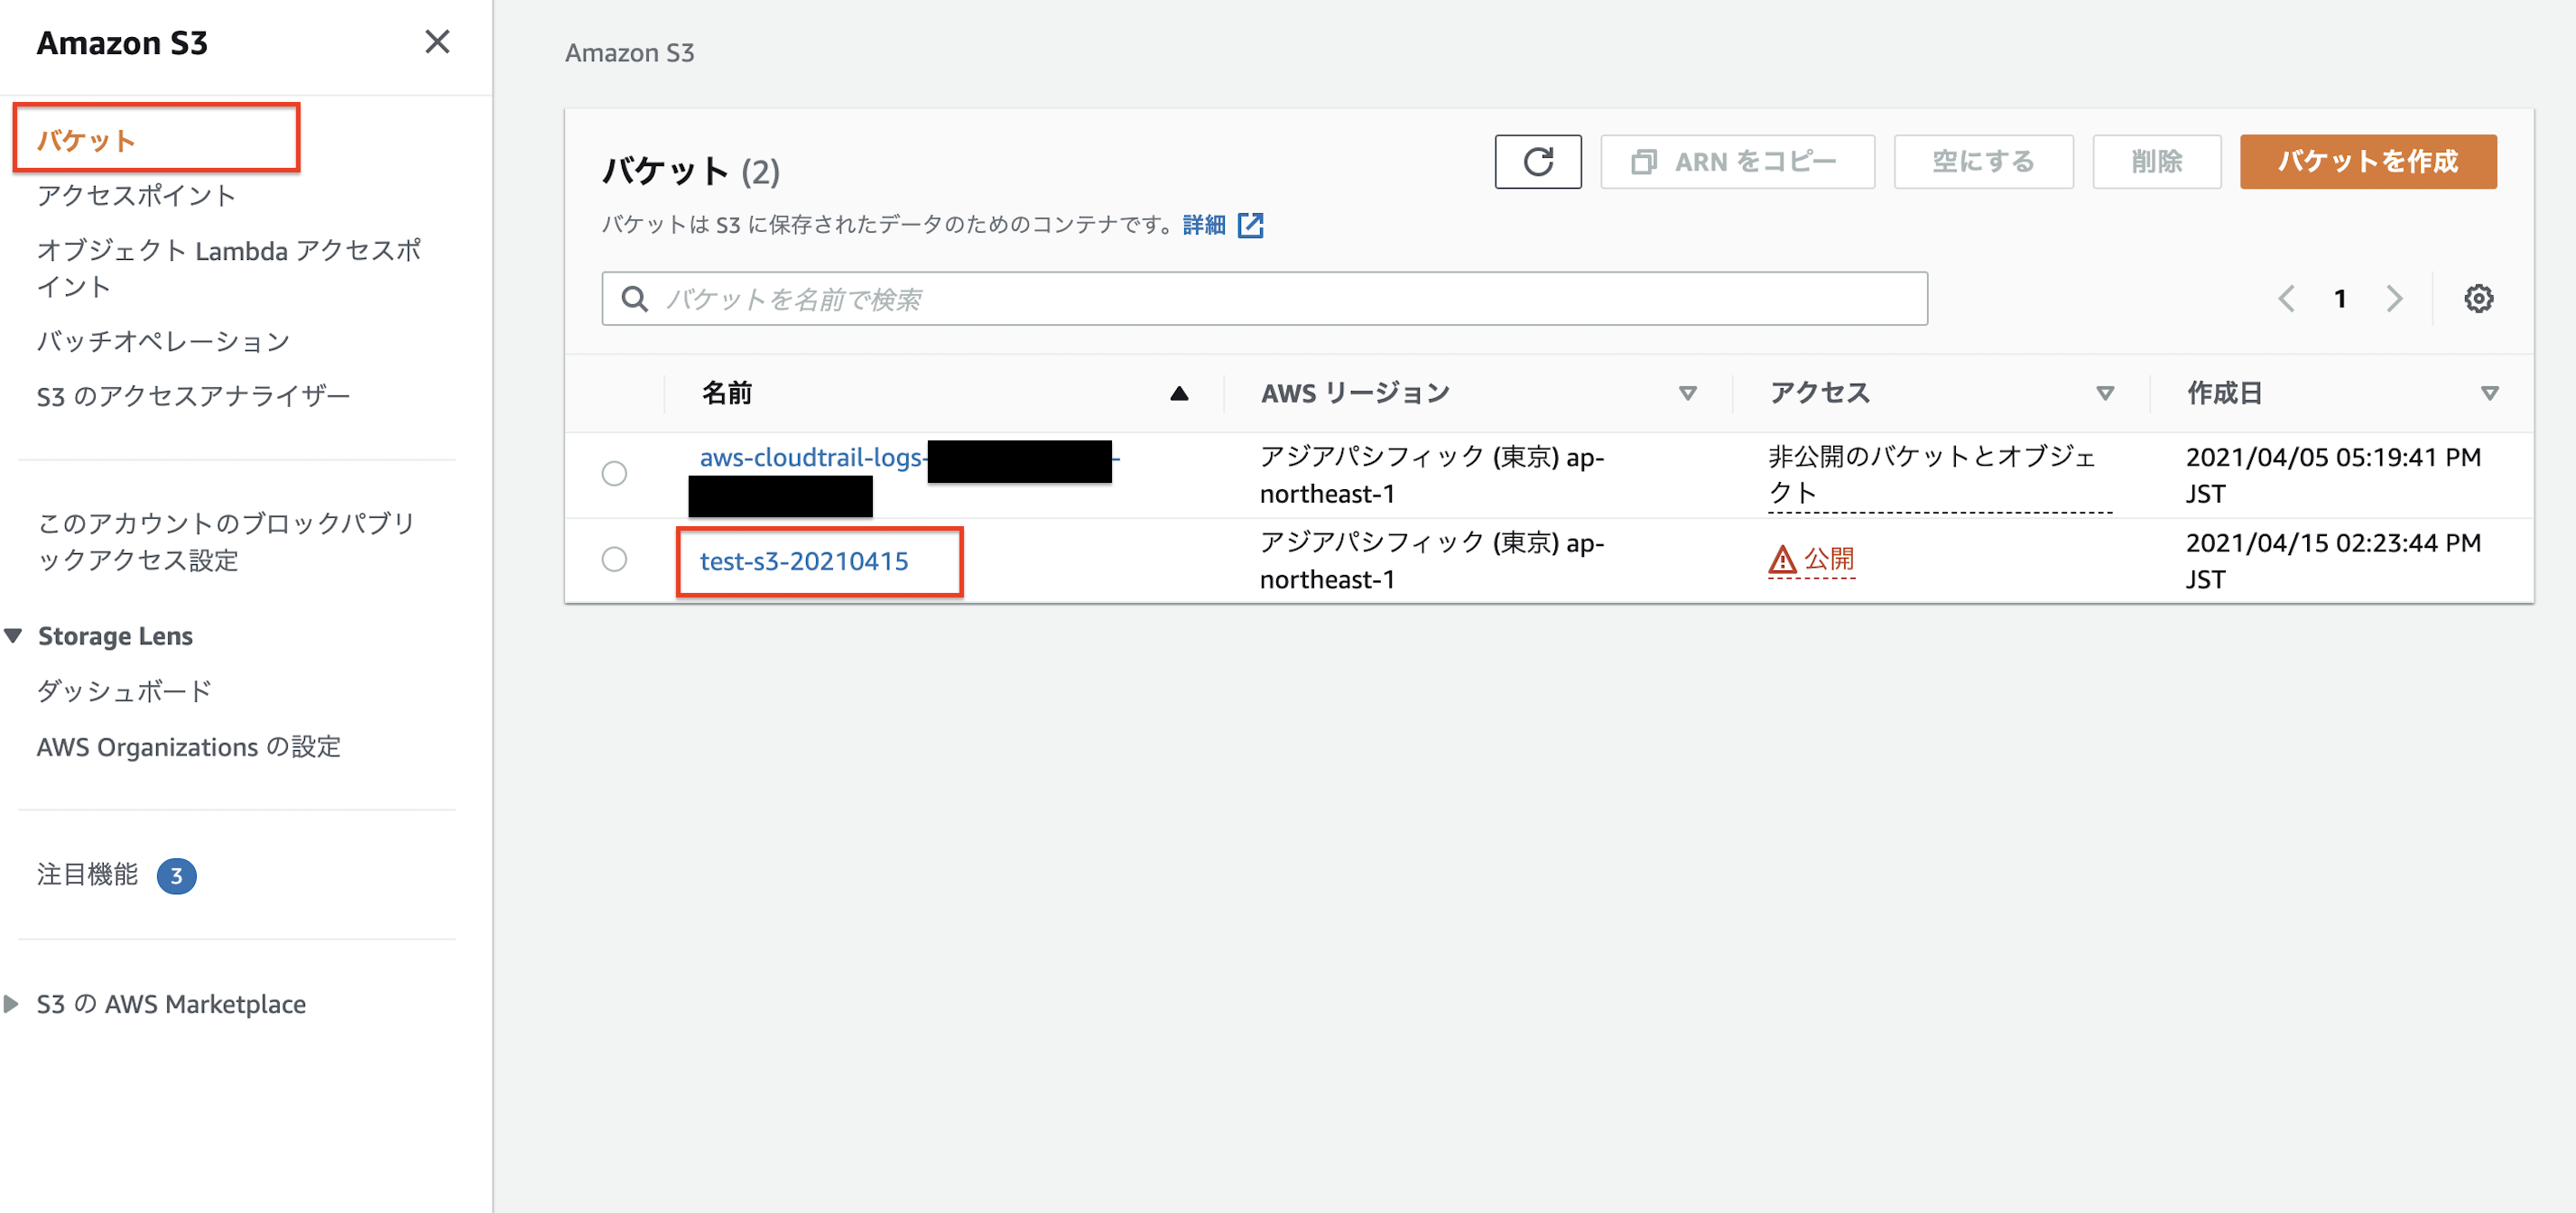 Amazon S3
バケット
アクセスポイント
オブジェクト Lambda アクセスポ
イント
バッチオペレーション
S3 のアクセスアナライザー
このアカウントのブロックパブリ
ックアクセス設定
Storage Lens
ダッシュボード
AWS Organizations の設定
注目機能 3
S3 の AWS Marketplace
Amazon S3
バケット (2)
ARN をコピー
空にする
削除
バケットを作成
バケットは S3 に保存されたデータのためのコンテナです。詳細
バケットを名前で検索
1
名前 AWS リージョン アクセス 作成日
aws-cloudtrail-logs- -
アジアパシフィック (東京) ap-
northeast-1
非公開のバケットとオブジェ
クト
2021/04/05 05:19:41 PM
JST
test-s3-20210415
アジアパシフィック (東京) ap-
northeast-1
公開
2021/04/15 02:23:44 PM
JST